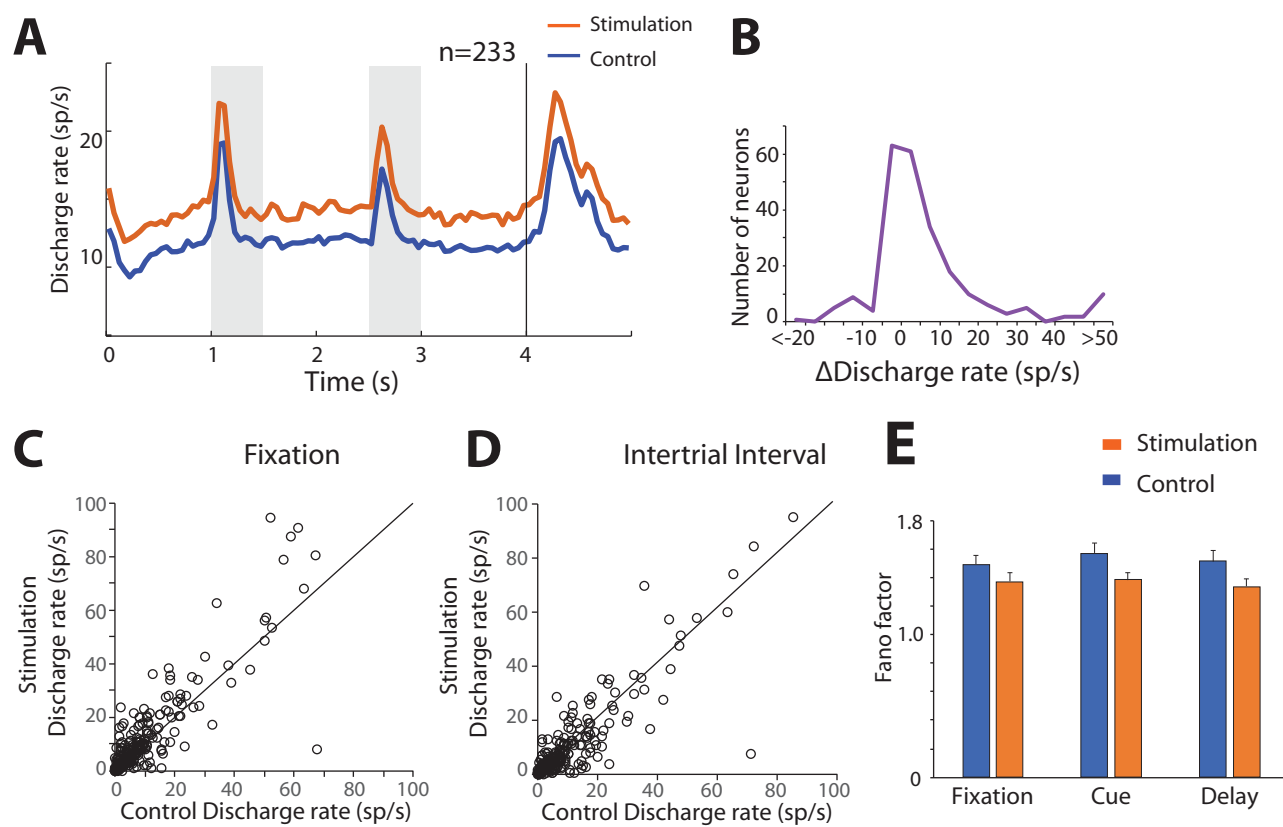 A
Stimulation
Control
n=233
Discharge rate (sp/s)
20
10
0 1 2 3 4
Time (s)
B
Number of neurons
60
40
20
0
<-20 -10 0 10 20 30 40 >50
ΔDischarge rate (sp/s)
C
Fixation
Stimulation
Discharge rate (sp/s)
100
80
60
40
20
0
0 20 40 60 80 100
Control Discharge rate (sp/s)
D
Intertrial Interval
Stimulation
Discharge rate (sp/s)
100
80
60
40
20
0
0 20 40 60 80 100
Control Discharge rate (sp/s)
E
Stimulation
Control
Fano factor
1.8
1.0
0
Fixation Cue Delay